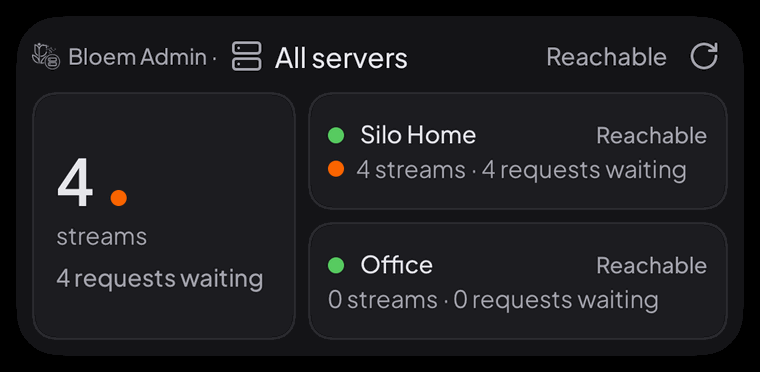 Bloem Admin · All servers Reachable
4
streams
4 requests waiting
Silo Home Reachable
4 streams · 4 requests waiting
Office Reachable
0 streams · 0 requests waiting